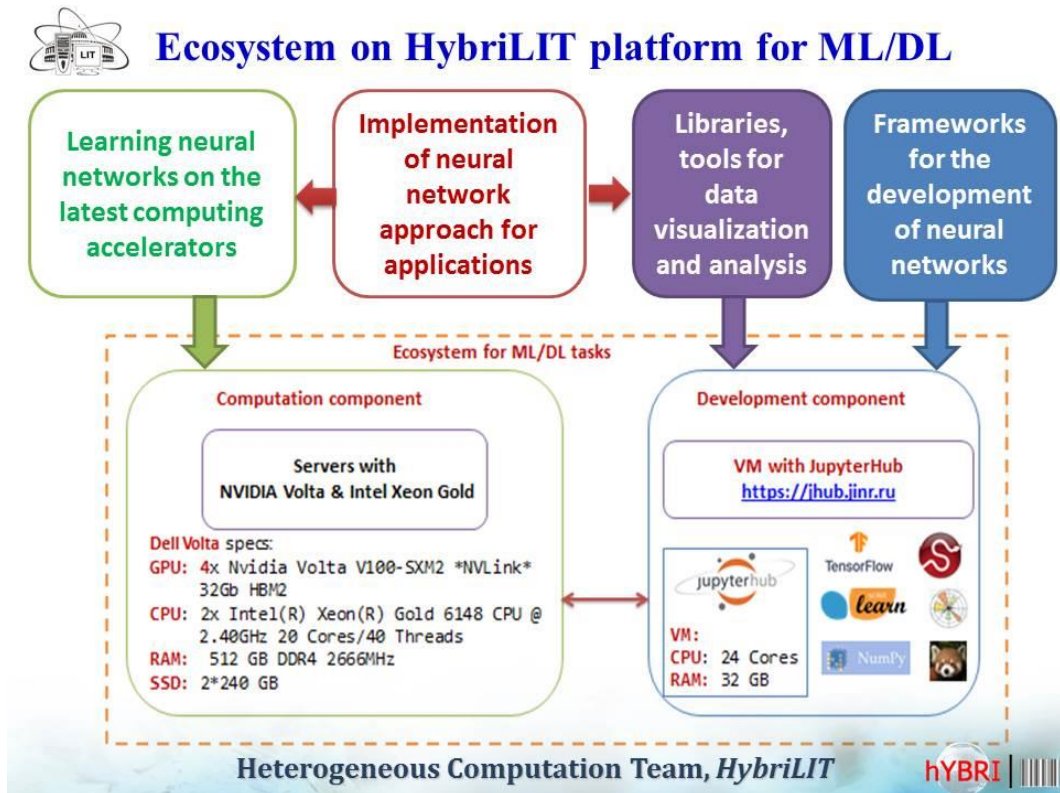 LIT
Ecosystem on HybriLIT platform for ML/DL
Learning neural
networks on the
latest computing
accelerators
Implementation
of neural
network
approach for
applications
Libraries,
tools for
data
visualization
and analysis
Frameworks
for the
development
of neural
networks
Ecosystem for ML/DL tasks
Computation component
Servers with
NVIDIA Volta & Intel Xeon Gold
Dell Volta specs:
GPU: 4x Nvidia Volta V100-SXM2 *NVLink*
32Gb HBM2
CPU: 2x Intel(R) Xeon(R) Gold 6148 CPU @
2.40GHz 20 Cores/40 Threads
RAM: 512 GB DDR4 2666MHz
SSD: 2*240 GB
Development component
VM with JupyterHub
https://jhub.jinr.ru
jupyterhub
VM:
CPU: 24 Cores
RAM: 32 GB
TensorFlow
learn
NumPy
Heterogeneous Computation Team, HybriLIT
hYBRI